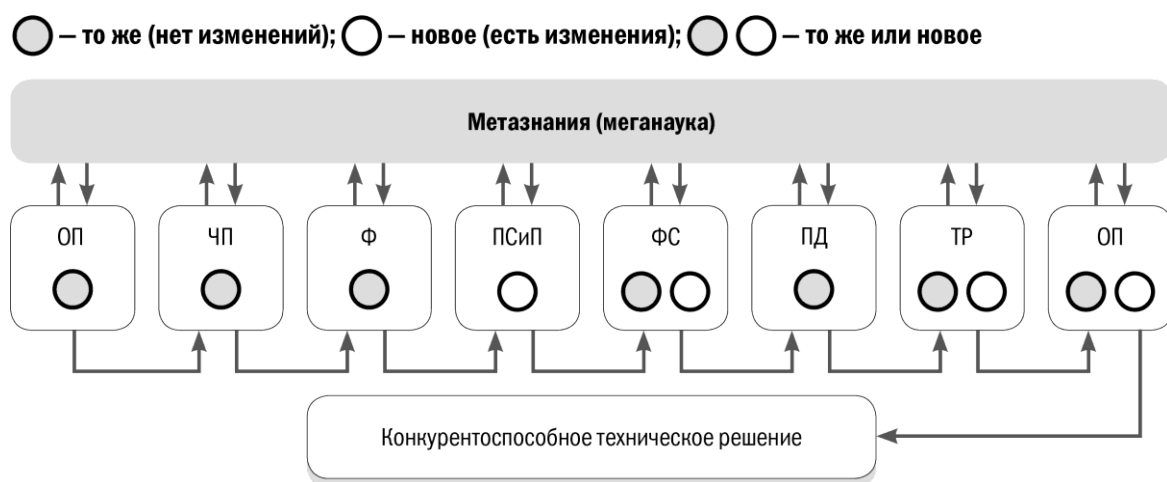 – то же (нет изменений); – новое (есть изменения); – то же или новое
Метазнания (меганаука)
ОП ЧП Ф ПСиП ФС ПД ТР ОП
Конкурентоспособное техническое решение